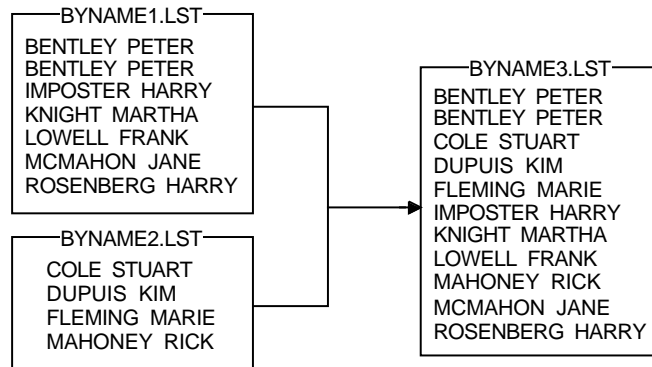 BYNAME1.LST
BENTLEY PETER
BENTLEY PETER
IMPOSTER HARRY
KNIGHT MARTHA
LOWELL FRANK
MCMAHON JANE
ROSENBERG HARRY
BYNAME2.LST
COLE STUART
DUPUIS KIM
FLEMING MARIE
MAHONEY RICK
BYNAME3.LST
BENTLEY PETER
BENTLEY PETER
COLE STUART
DUPUIS KIM
FLEMING MARIE
IMPOSTER HARRY
KNIGHT MARTHA
LOWELL FRANK
MAHONEY RICK
MCMAHON JANE
ROSENBERG HARRY